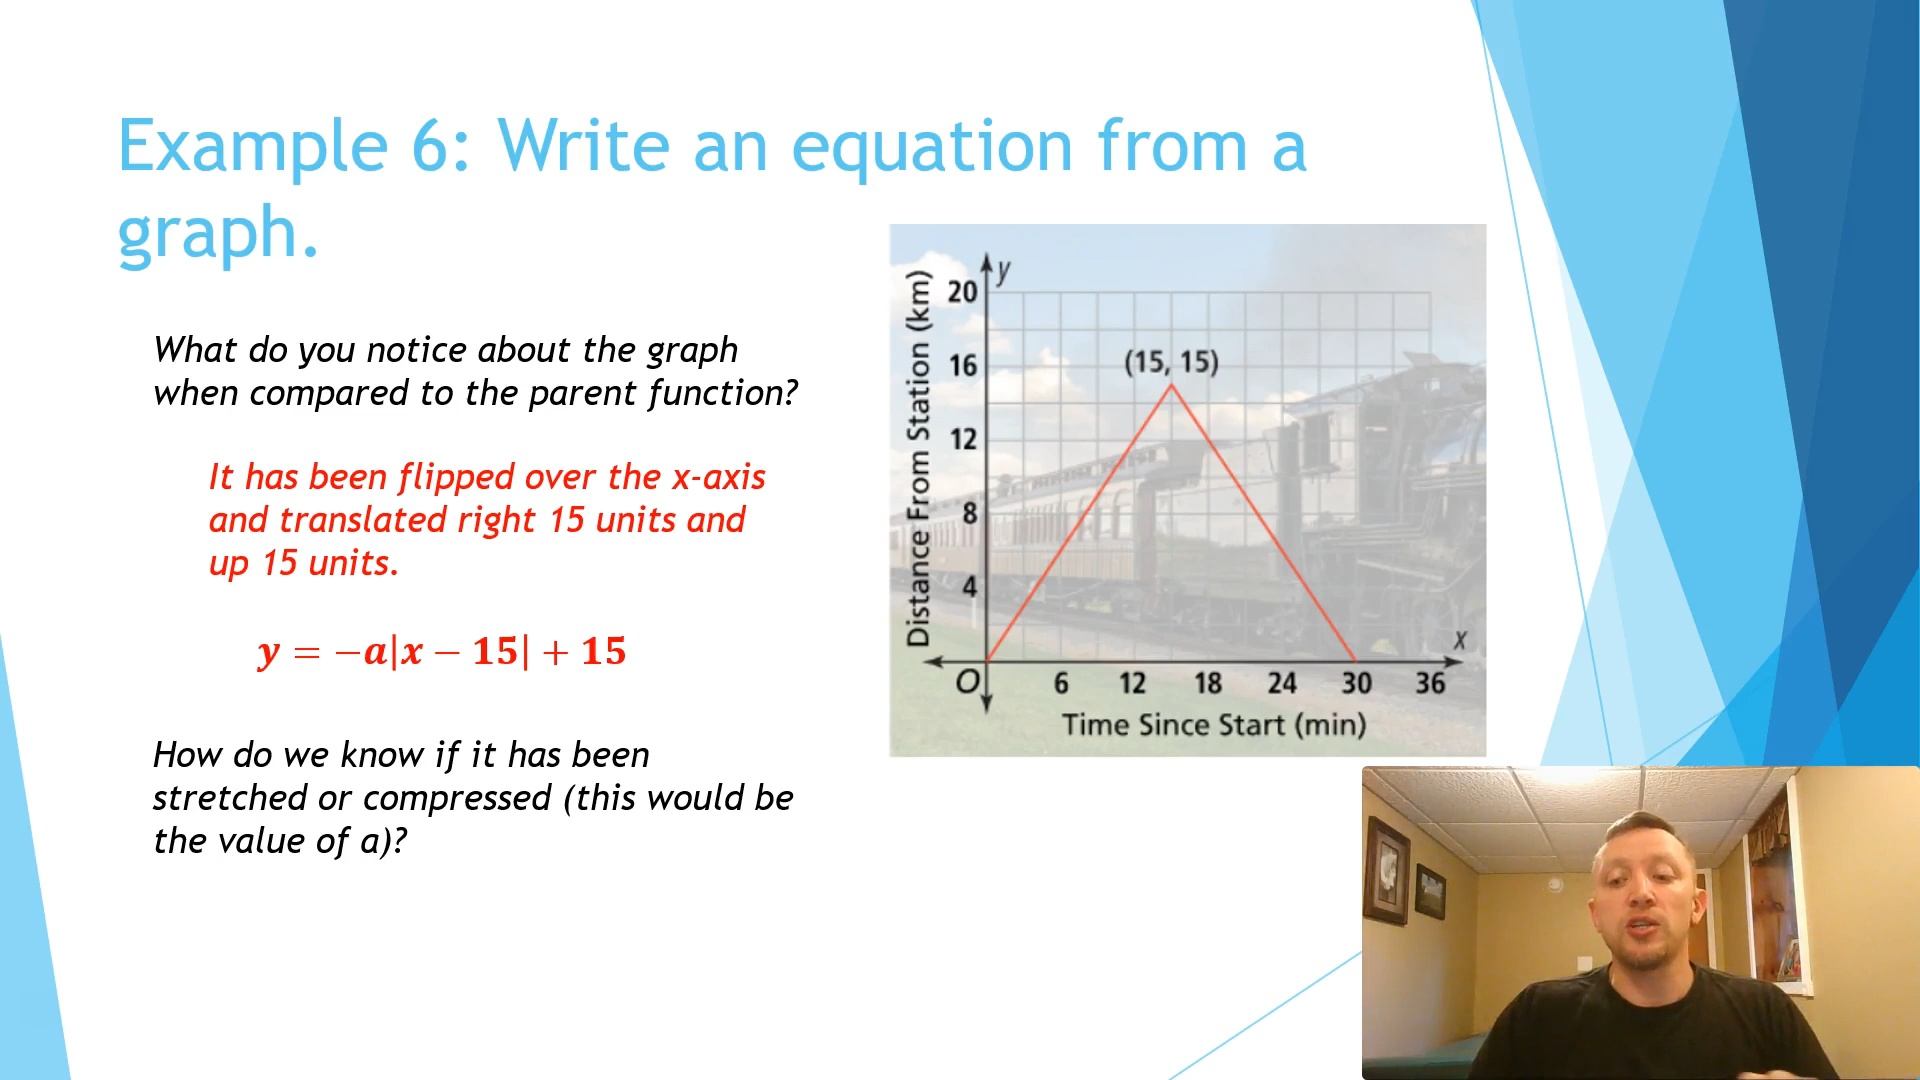 Example 6: Write an equation from a
graph.
What do you notice about the graph
when compared to the parent function?
It has been flipped over the x-axis
and translated right 15 units and
up 15 units.
y = −a|x − 15| + 15
How do we know if it has been
stretched or compressed (this would be
the value of a)?
Distance From Station (km)
y
20
16
12
8
4
(15, 15)
x
O
6 12 18 24 30 36
Time Since Start (min)